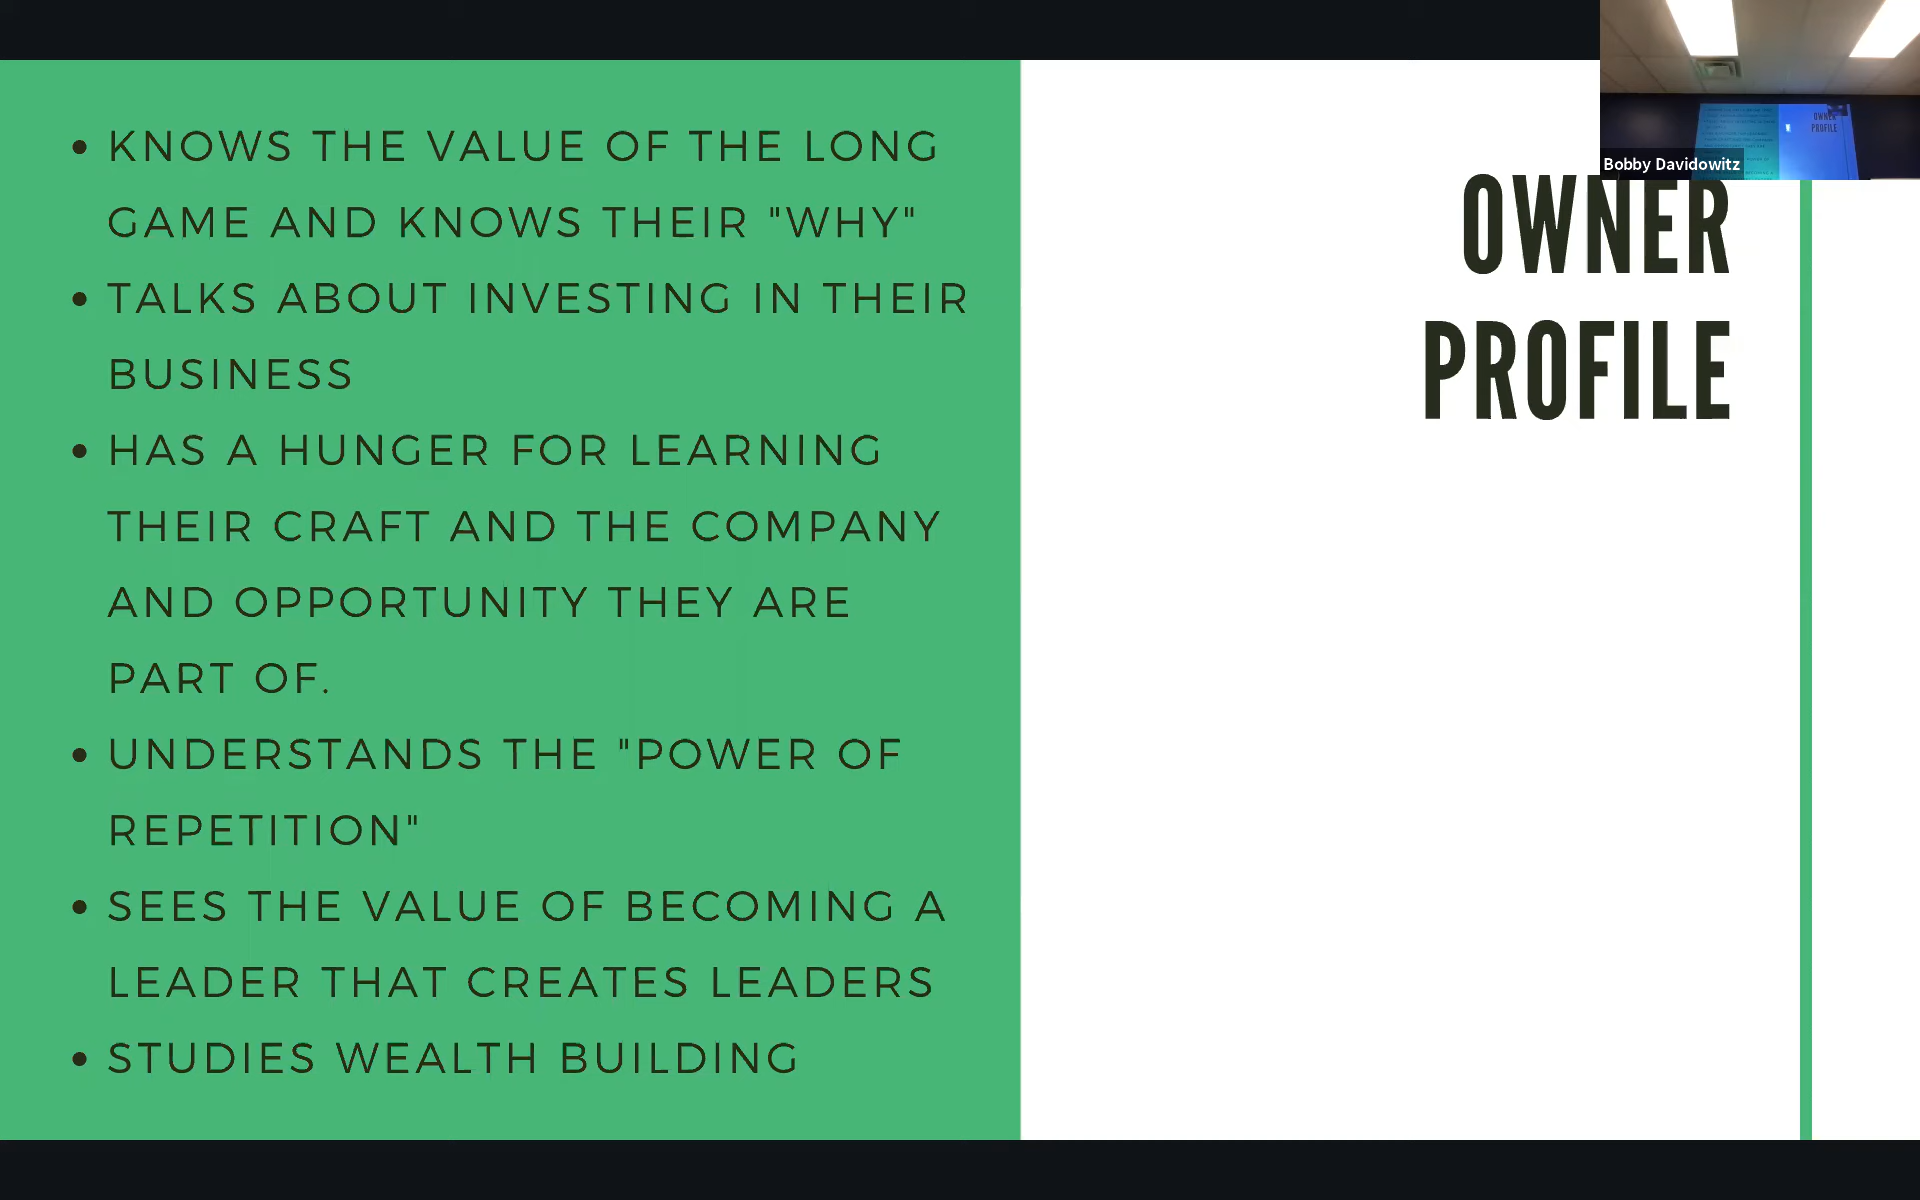 • KNOWS THE VALUE OF THE LONG
GAME AND KNOWS THEIR "WHY"
• TALKS ABOUT INVESTING IN THEIR
BUSINESS
• HAS A HUNGER FOR LEARNING
THEIR CRAFT AND THE COMPANY
AND OPPORTUNITY THEY ARE
PART OF.
• UNDERSTANDS THE "POWER OF
REPETITION"
• SEES THE VALUE OF BECOMING A
LEADER THAT CREATES LEADERS
• STUDIES WEALTH BUILDING
OWNER
PROFILE
OWNER
PROFILE
Bobby Davidowitz